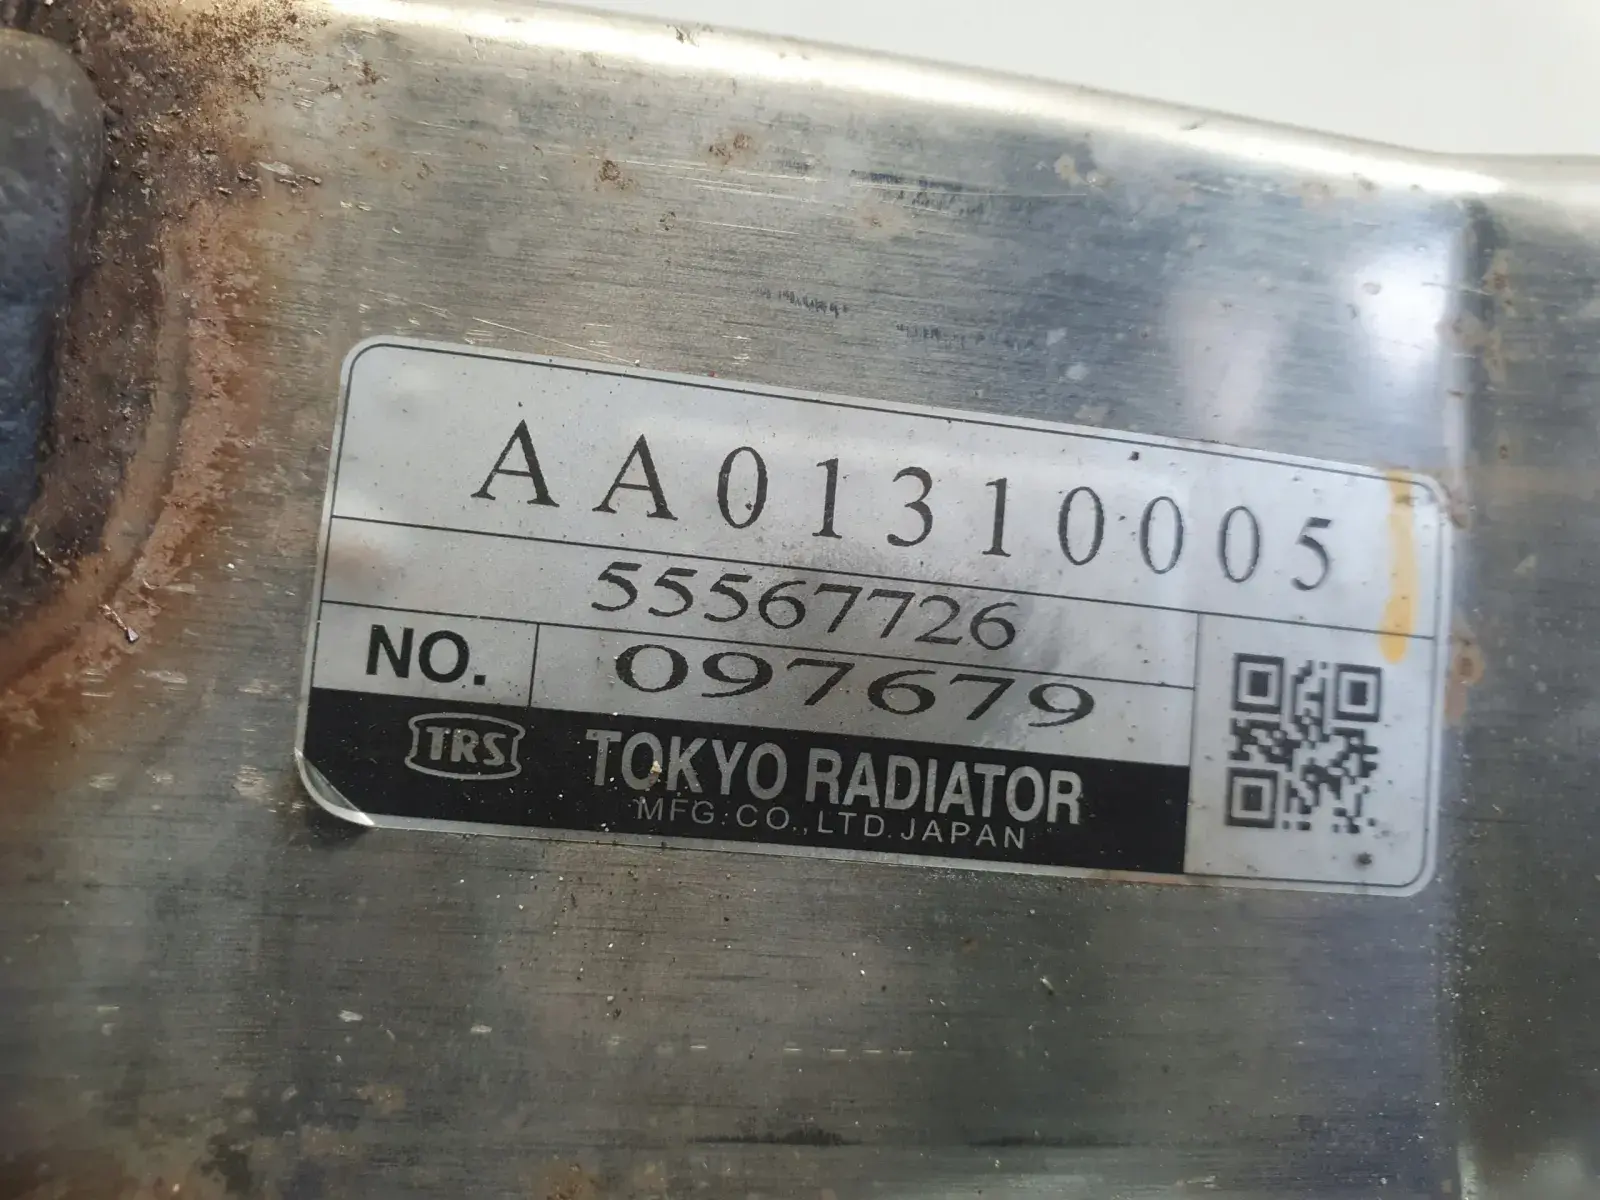 AA01310005
55567726
NO. 097679
TRS TOKYO RADIATOR
MFG.CO.,LTD.JAPAN